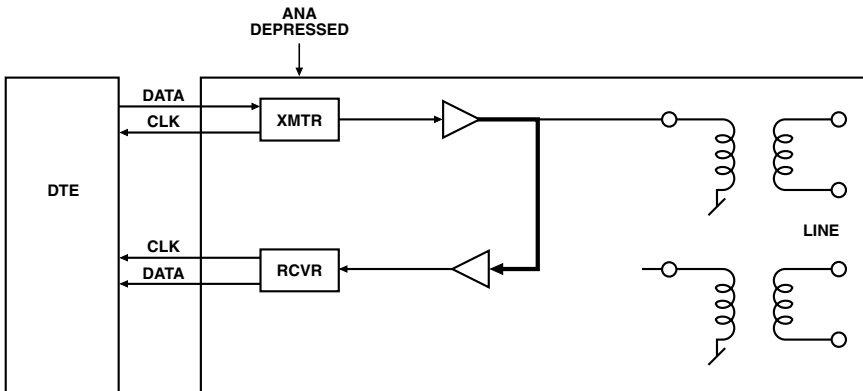 ANA
DEPRESSED
DATA
CLK
XMTR
DTE
LINE
CLK
DATA
RCVR